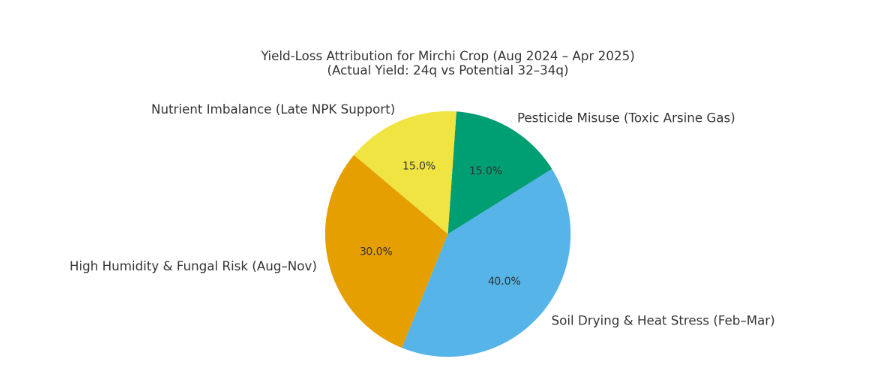 Yield-Loss Attribution for Mirchi Crop (Aug 2024 – Apr 2025)
(Actual Yield: 24q vs Potential 32–34q)
Nutrient Imbalance (Late NPK Support)
Pesticide Misuse (Toxic Arsine Gas)
15.0%
15.0%
30.0%
High Humidity & Fungal Risk (Aug–Nov)
40.0%
Soil Drying & Heat Stress (Feb–Mar)